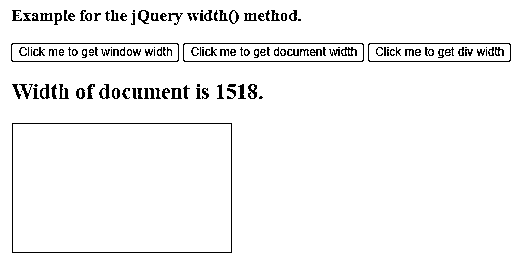 Example for the jQuery width() method.
Click me to get window width Click me to get document width Click me to get div width
Width of document is 1518.